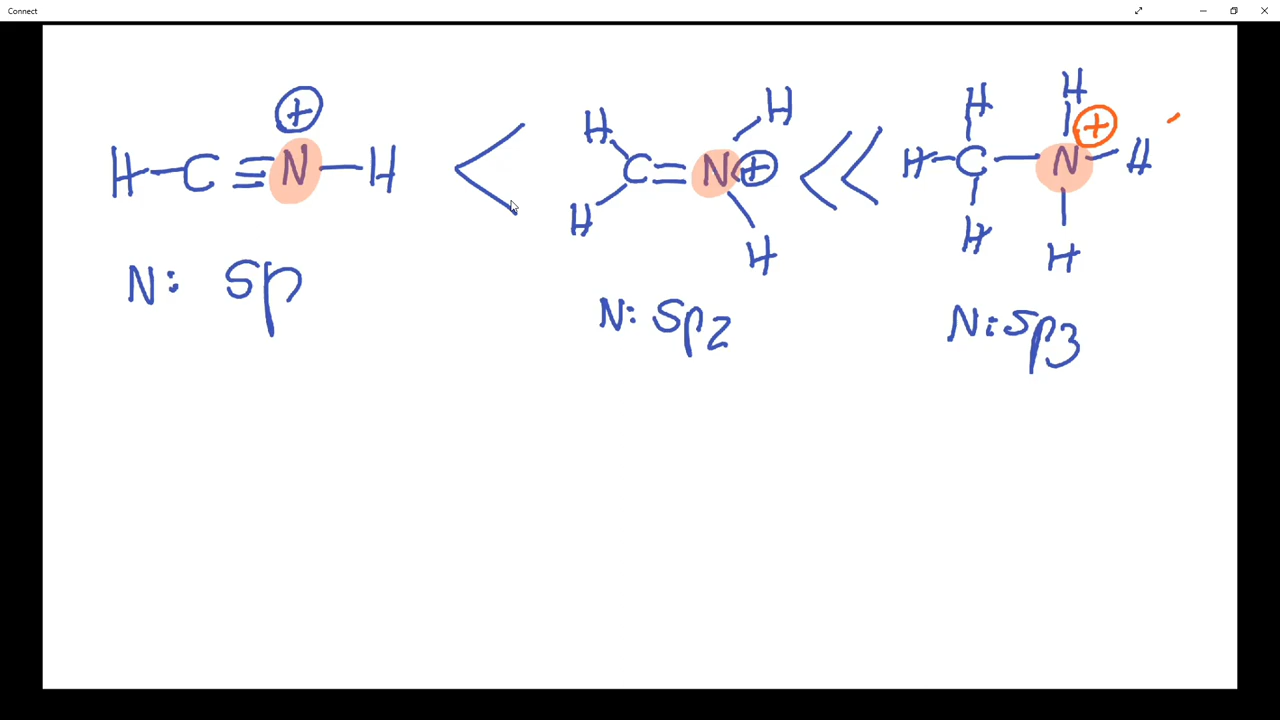 Connect
H H H
H + H +
H-C≡N-H < C=N+ << H-C-N-H
H H H H
N: sp N: Sp2 N: Sp3